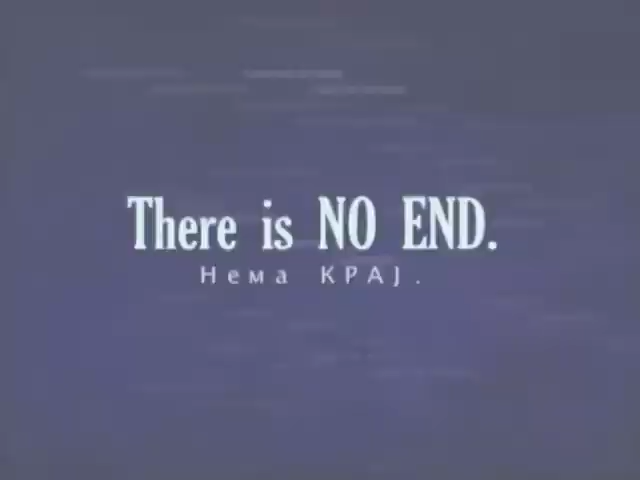 There is NO END.
Нема КРАЈ.